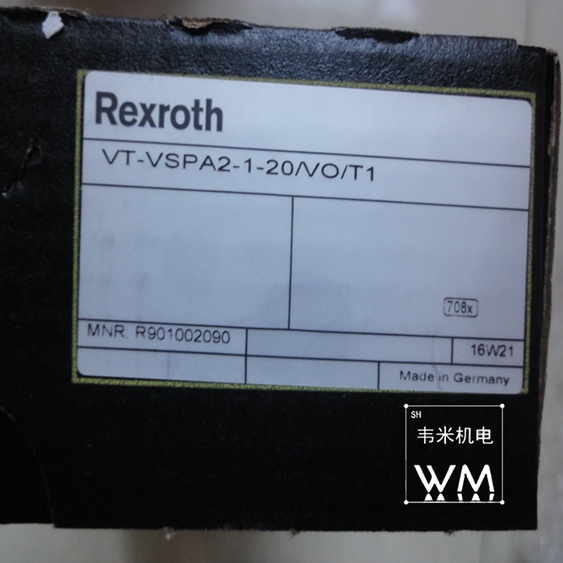 Rexroth
VT-VSPA2-1-20/VO/T1
708x
MNR. R901002090
16W21
Made in Germany
SH
韦米机电
WM